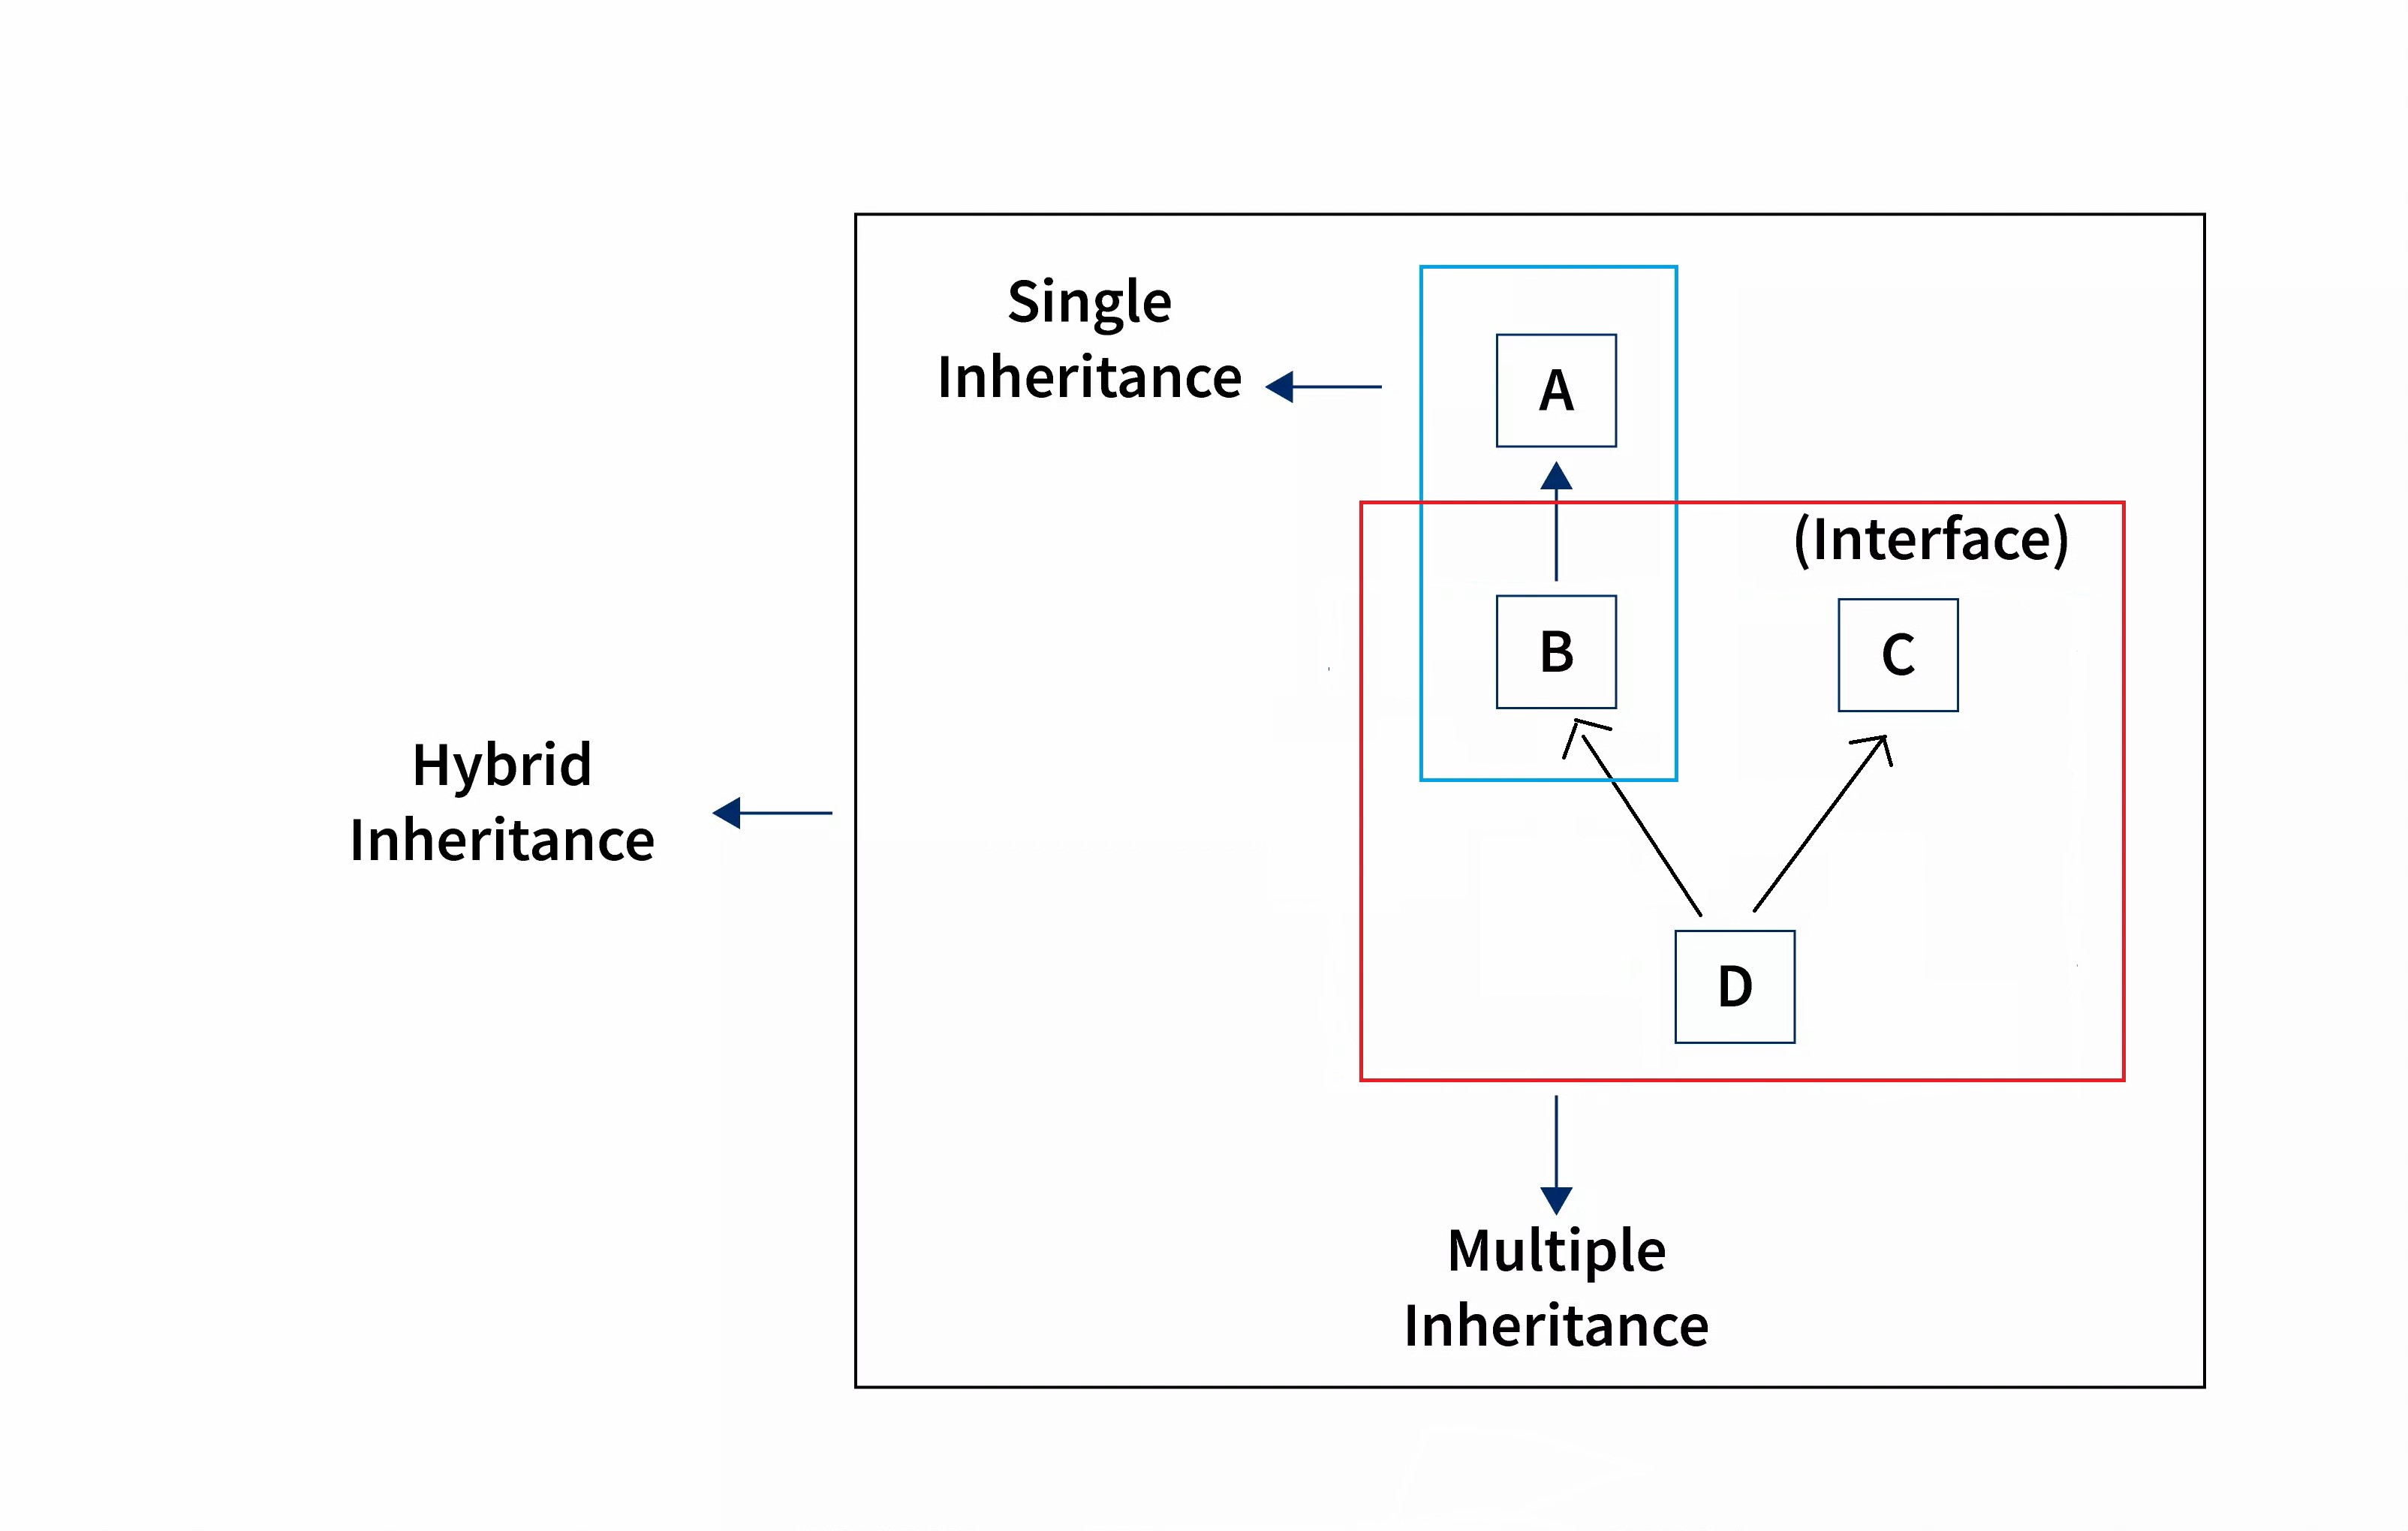 Single
Inheritance
A
(Interface)
B
C
Hybrid
Inheritance
D
Multiple
Inheritance